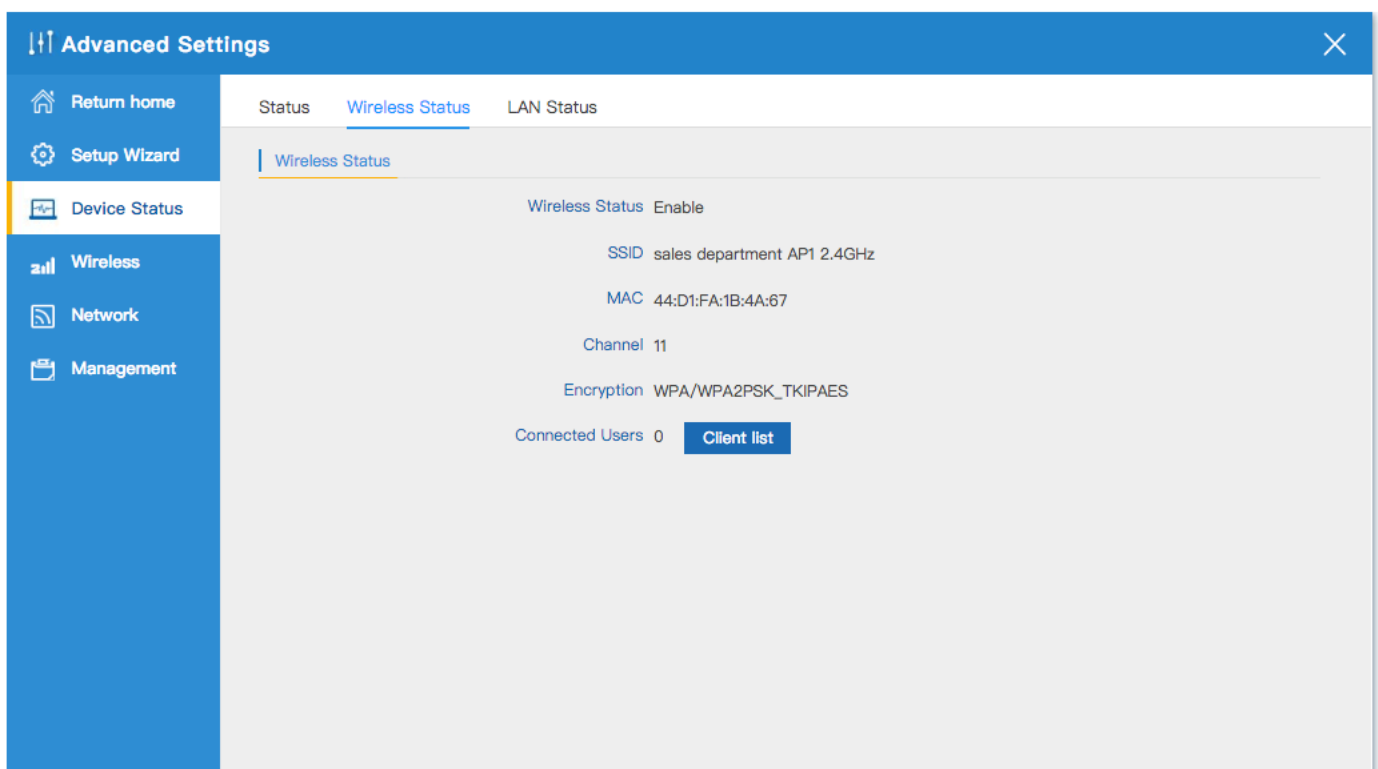 Advanced Settings
Return home
Setup Wizard
Device Status
Wireless
Network
Management
Status Wireless Status LAN Status
Wireless Status
Wireless Status Enable
SSID sales department AP1 2.4GHz
MAC 44:D1:FA:1B:4A:67
Channel 11
Encryption WPA/WPA2PSK_TKIPAES
Connected Users 0 Client list